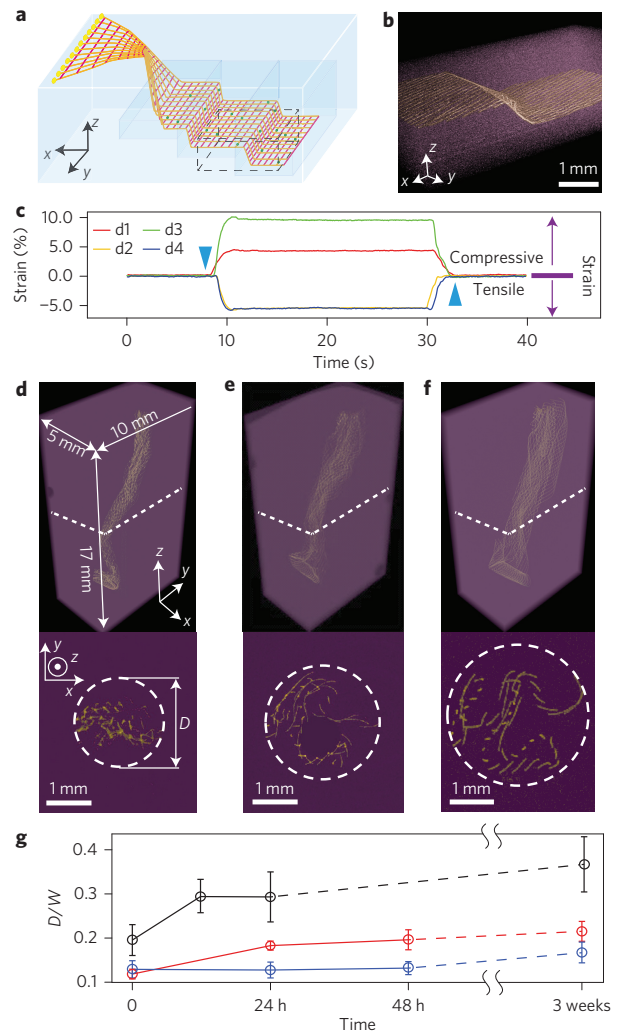 a
z
x
y
b
z
x
y
1 mm
c
10.0
5.0
0.0
−5.0
Strain (%)
d1
d3
d2
d4
Compressive
Tensile
Strain
0
10
20
30
40
Time (s)
d
e
f
5 mm
10 mm
17 mm
z
y
x
y
z
x
D
1 mm
1 mm
1 mm
g
0.4
0.3
0.2
0.1
D/W
0
24 h
48 h
3 weeks
Time